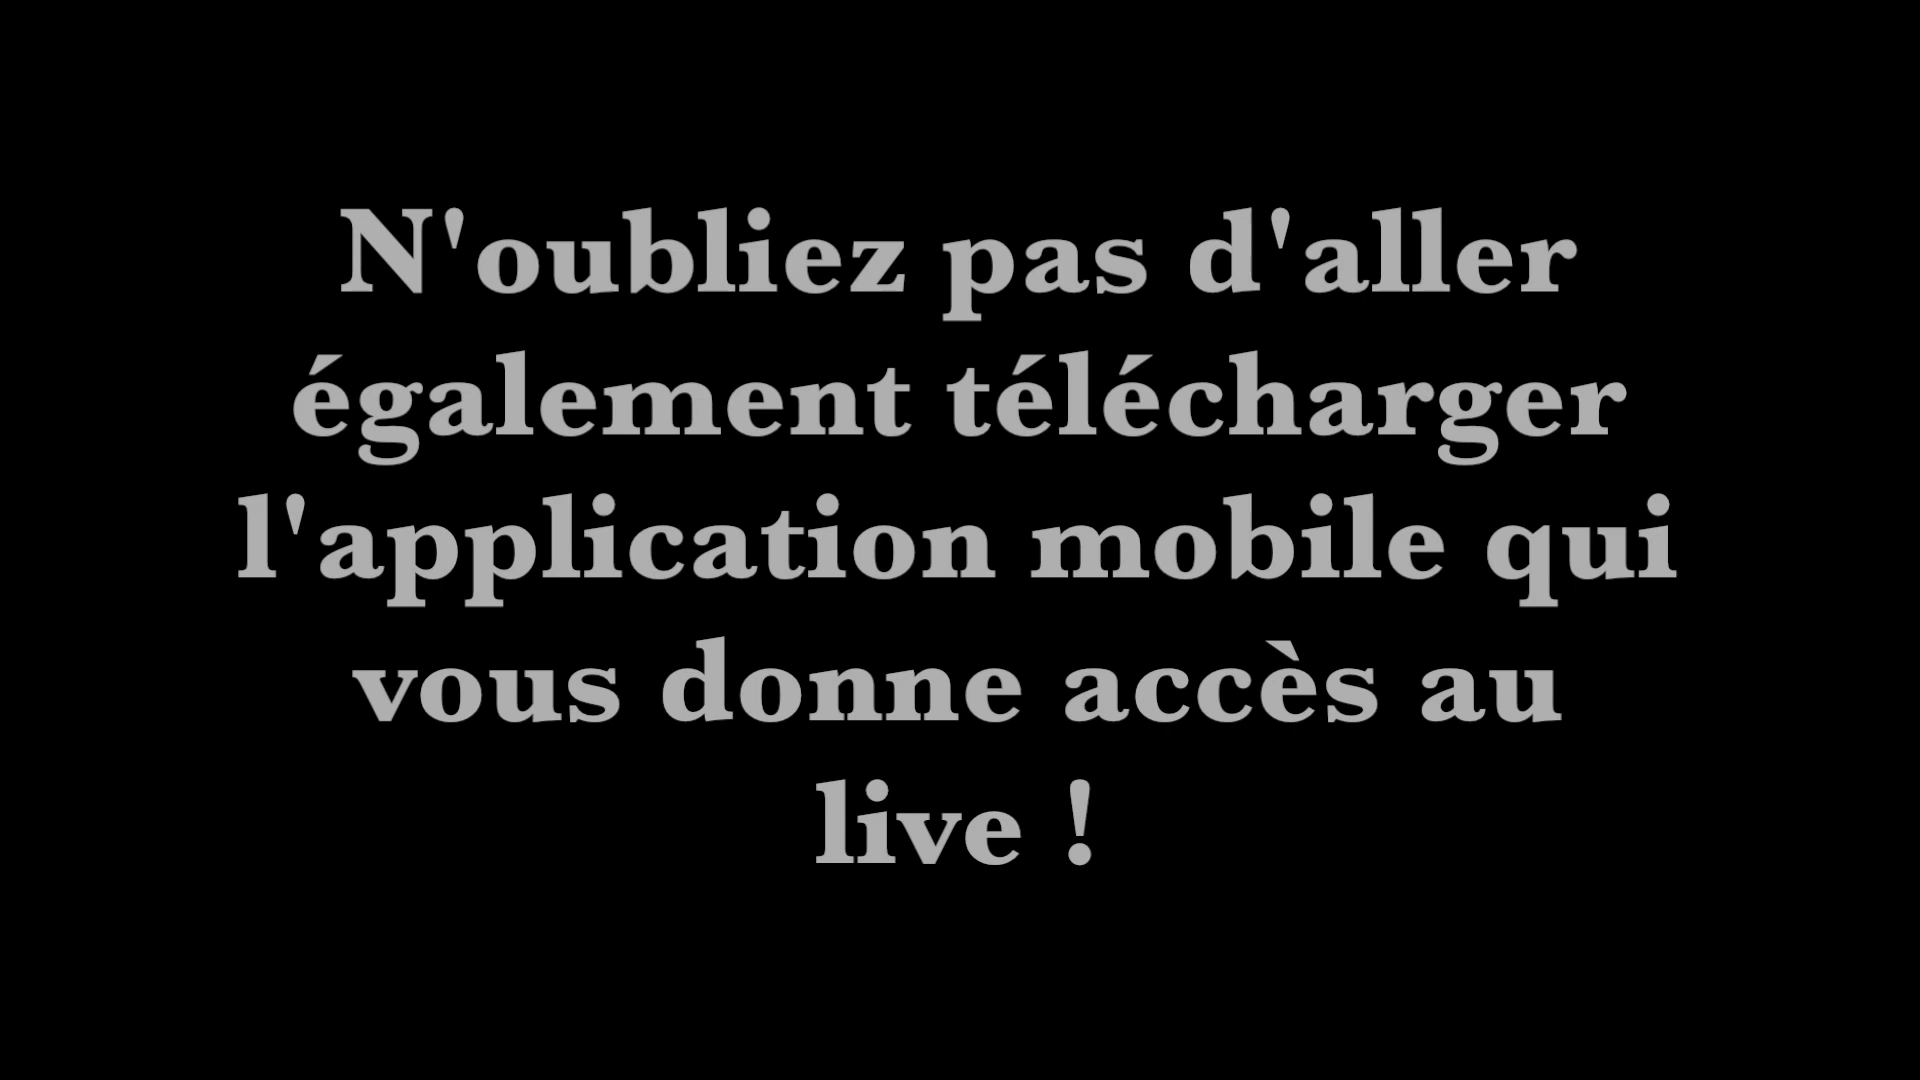 N'oubliez pas d'aller
également télécharger
l'application mobile qui
vous donne accès au
live !